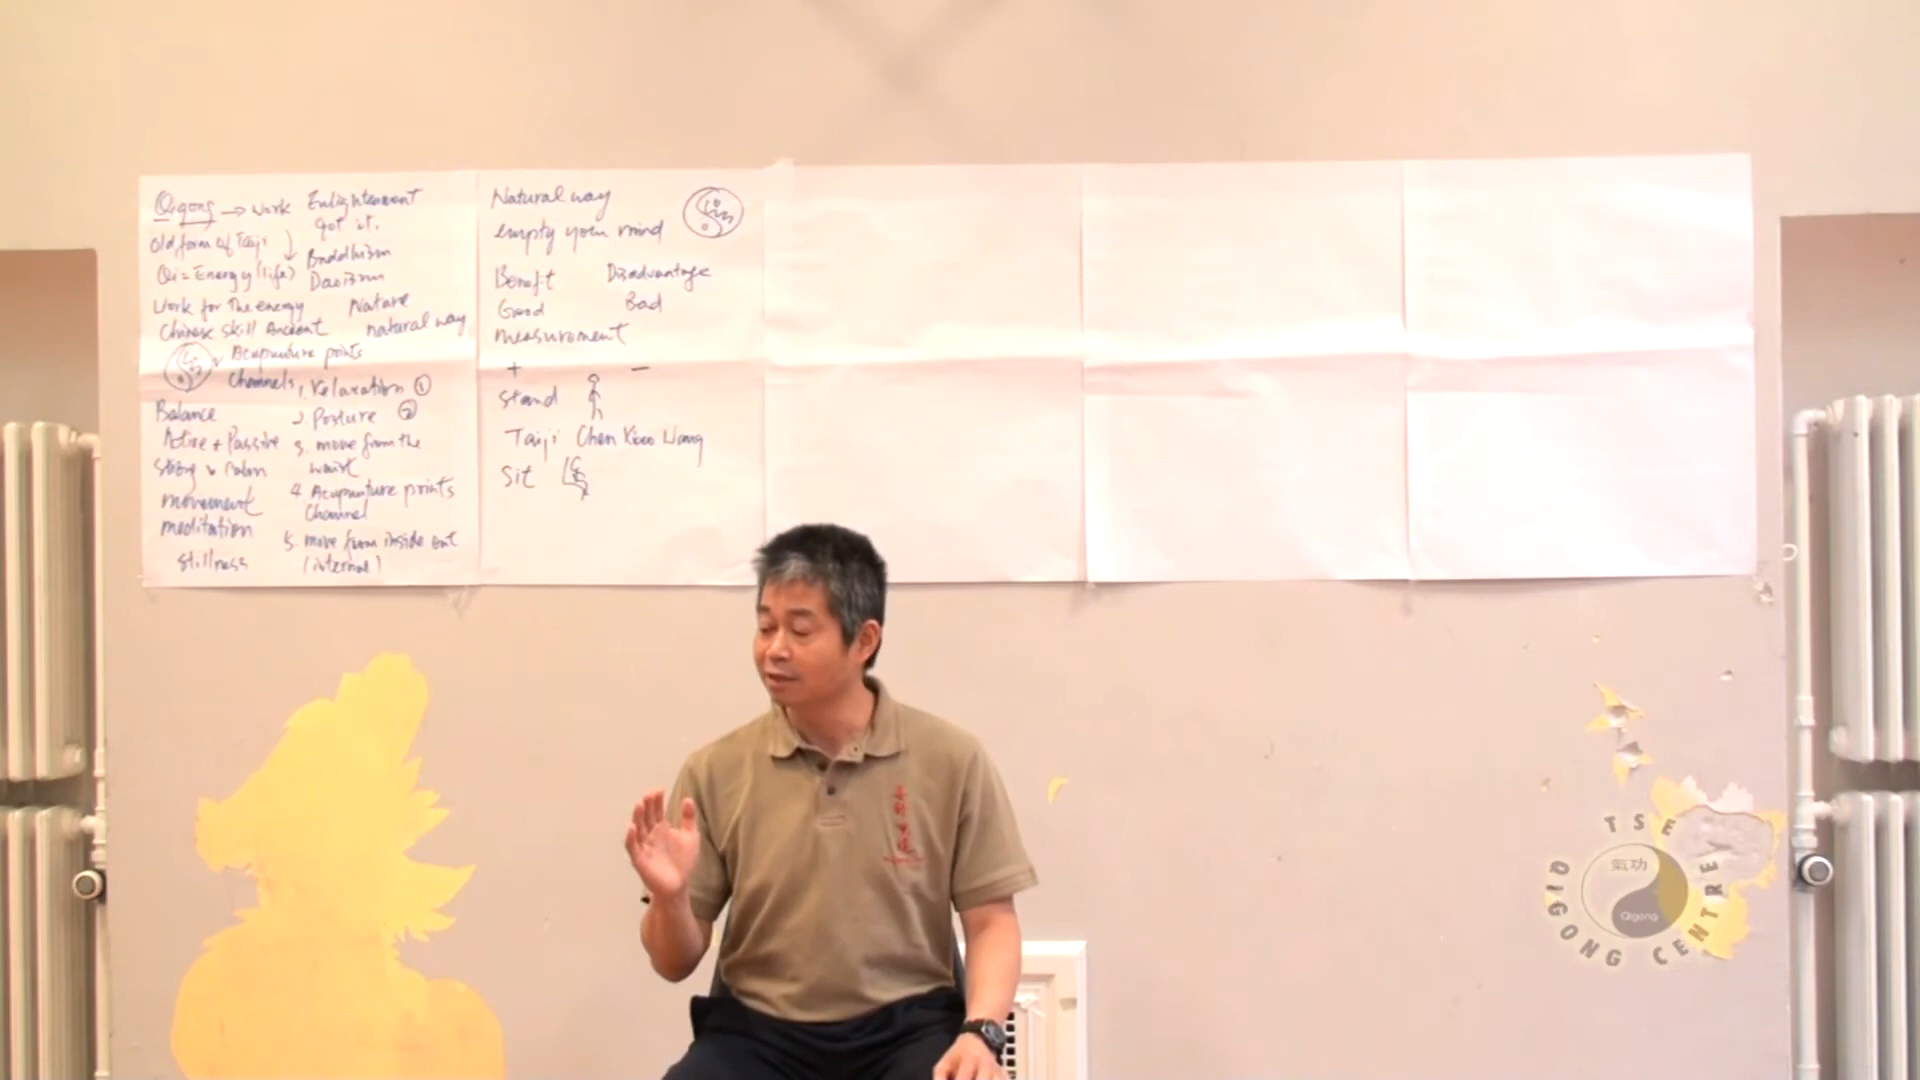 Qigong → work
Enlightenment
got it.
Old form of Taiji
Buddhism
Qi = Energy (life)
Daoism
Work for The energy
Nature
Chinese skill Ancient
natural way
Acupuncture points
Channels
1. Relaxation ①
Balance
2. Posture ②
Active + Passive
3. move from the
waist
Strong
movement
4. Acupuncture points
Channel
meditation
5. move from inside out
(internal)
stillness
Natural way
empty your mind
Benefit Disadvantage
Good Bad
measurement
+ −
Stand
Taiji Chen Xiao Wang
Sit
TSE
QIGONG CENTRE
氣功
Qigong